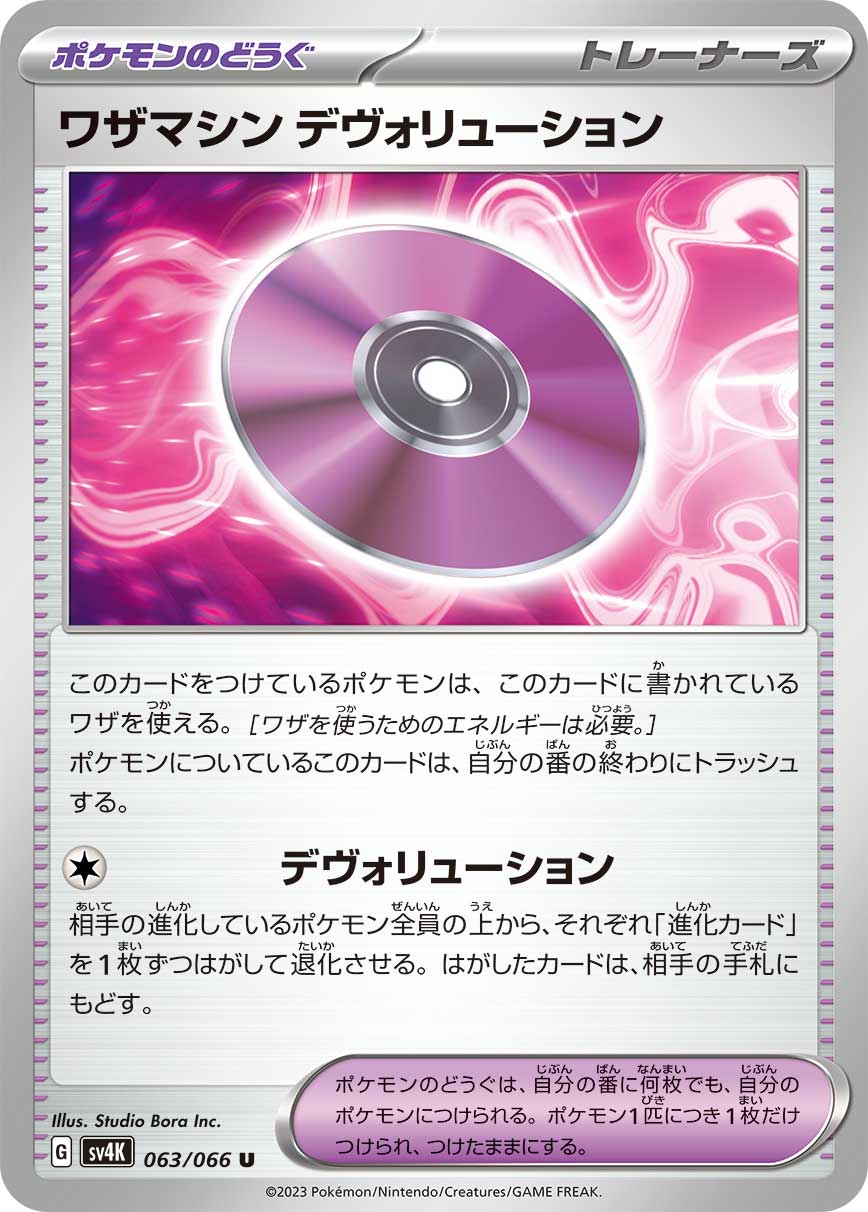 ポケモンのどうぐ
トレーナーズ
ワザマシン デヴォリューション
このカードをつけているポケモンは、このカードに書かれている
ワザを使える。［ワザを使うためのエネルギーは必要。］
ポケモンについているこのカードは、自分の番の終わりにトラッシュ
する。
デヴォリューション
相手の進化しているポケモン全員の上から、それぞれ「進化カード」
を1枚ずつはがして退化させる。はがしたカードは、相手の手札に
もどす。
ポケモンのどうぐは、自分の番に何枚でも、自分の
ポケモンにつけられる。ポケモン1匹につき1枚だけ
つけられ、つけたままにする。
Illus. Studio Bora Inc.
G sv4K 063/066 U
©2023 Pokémon/Nintendo/Creatures/GAME FREAK.